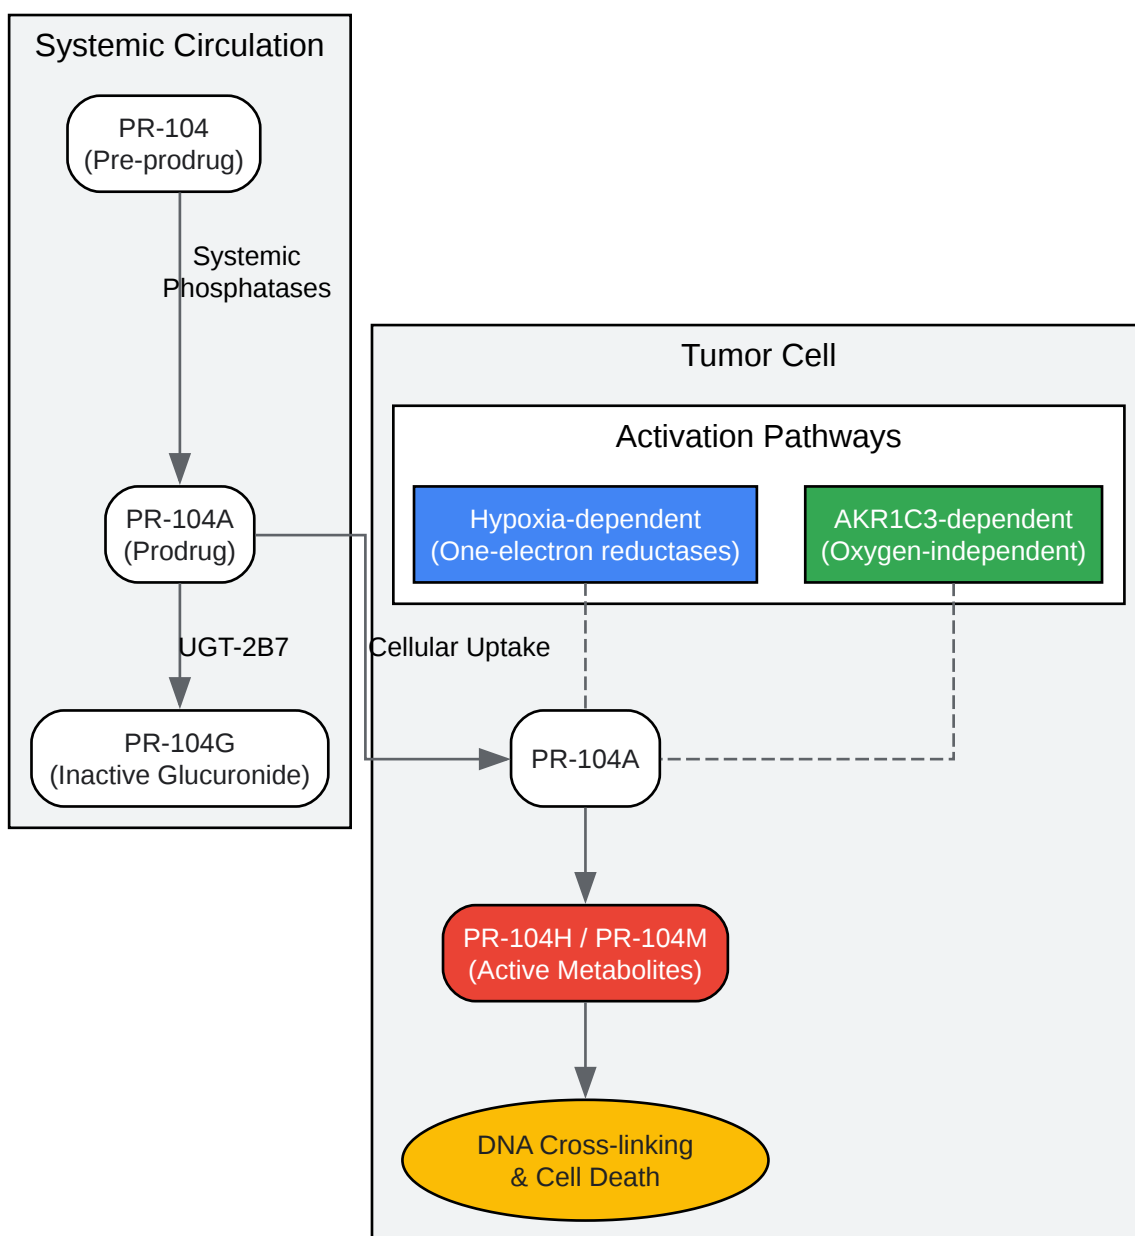 Systemic Circulation
PR-104
(Pre-prodrug)
Systemic
Phosphatases
PR-104A
(Prodrug)
UGT-2B7
PR-104G
(Inactive Glucuronide)
Cellular Uptake
Tumor Cell
Activation Pathways
Hypoxia-dependent
(One-electron reductases)
AKR1C3-dependent
(Oxygen-independent)
PR-104A
PR-104H / PR-104M
(Active Metabolites)
DNA Cross-linking
& Cell Death